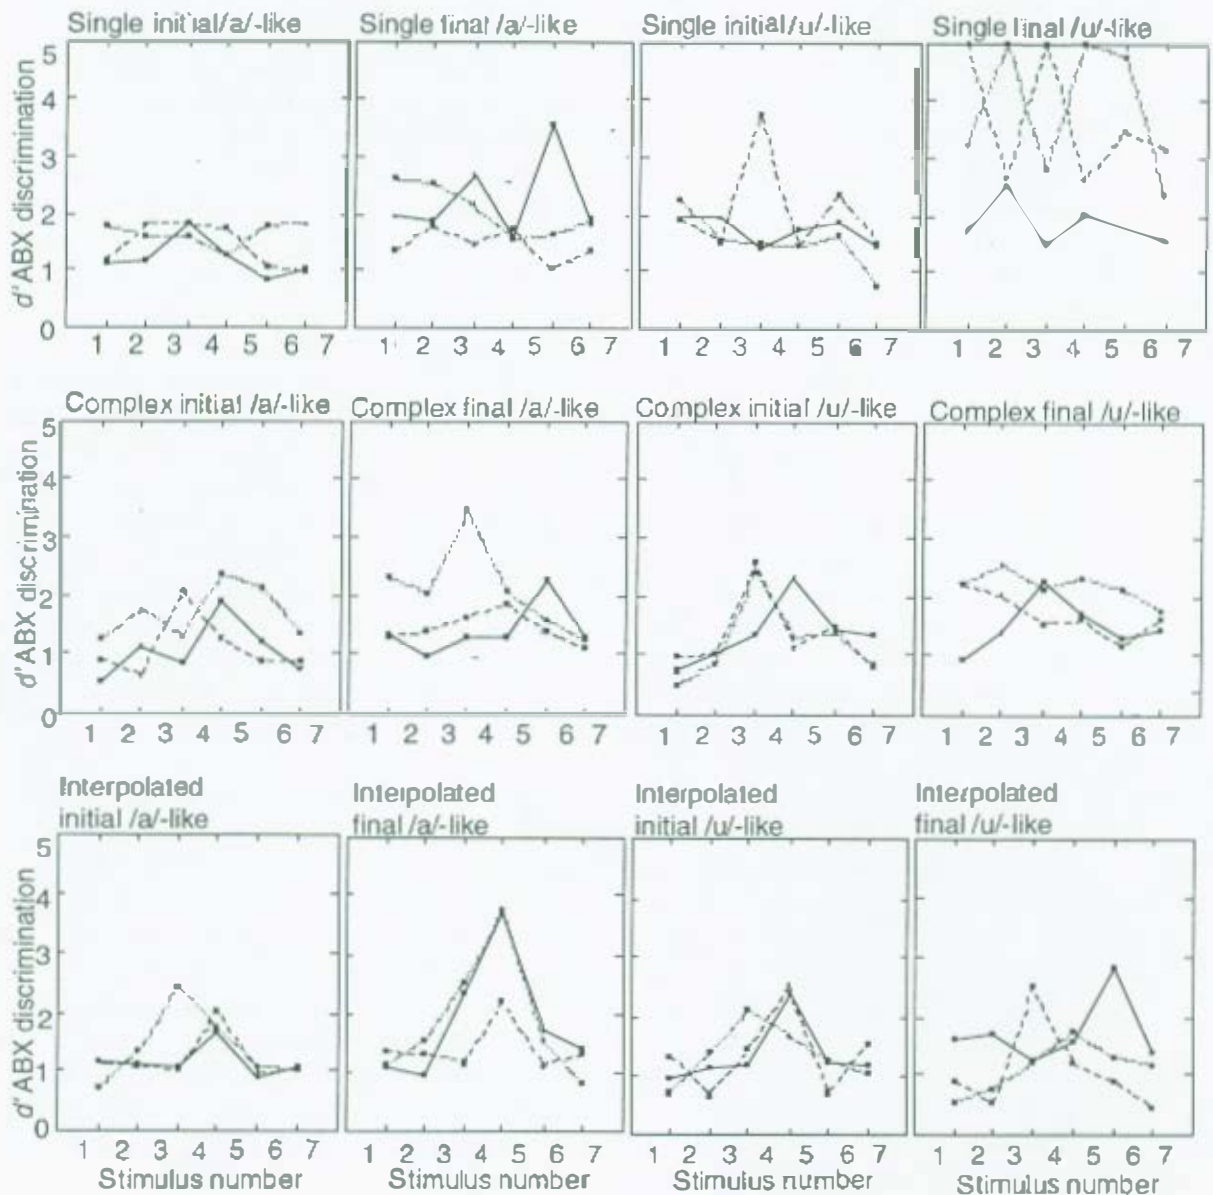 Single initial/a/-like
Single final /a/-like
Single initial/u/-like
Single final /u/-like
d' ABX discrimination
5
4
3
2
1
0
1 2 3 4 5 6 7
1 2 3 4 5 6 7
1 2 3 4 5 6 7
1 2 3 4 5 6 7
Complex initial /a/-like
Complex final /a/-like
Complex initial /u/-like
Complex final /u/-like
d' ABX discrimination
5
4
3
2
1
0
1 2 3 4 5 6 7
1 2 3 4 5 6 7
1 2 3 4 5 6 7
1 2 3 4 5 6 7
Interpolated
initial /a/-like
Interpolated
final /a/-like
Interpolated
initial /u/-like
Interpolated
final /u/-like
d' ABX discrimination
5
4
3
2
1
0
1 2 3 4 5 6 7
1 2 3 4 5 6 7
1 2 3 4 5 6 7
1 2 3 4 5 6 7
Stimulus number
Stimulus number
Stimulus number
Stimulus number